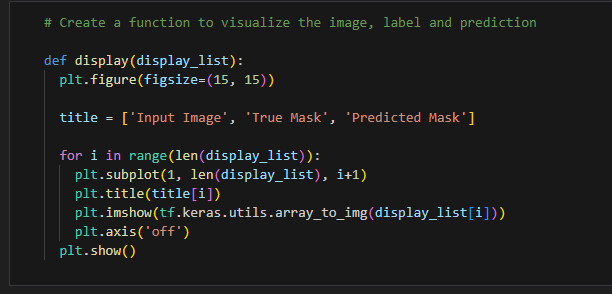 # Create a function to visualize the image, label and prediction
def display(display_list):
plt.figure(figsize=(15, 15))
title = ['Input Image', 'True Mask', 'Predicted Mask']
for i in range(len(display_list)):
plt.subplot(1, len(display_list), i+1)
plt.title(title[i])
plt.imshow(tf.keras.utils.array_to_img(display_list[i]))
plt.axis('off')
plt.show()